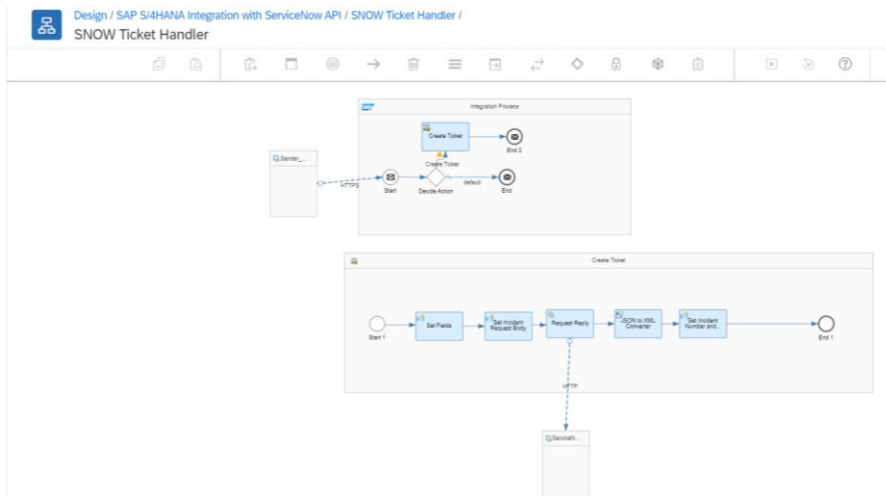 Design / SAP S/4HANA Integration with ServiceNow API / SNOW Ticket Handler /
SNOW Ticket Handler
SAP
Integration Process
Create Ticket
End 2
Sender_...
Create Ticket
HTTPS
Start
Decide Action
default
End
Create Ticket
Set Fields
Set Incident
Request Body
Request Reply
JSON to XML
Converter
Set Incident
Number and...
Start 1
End 1
HTTP
ServiceN...